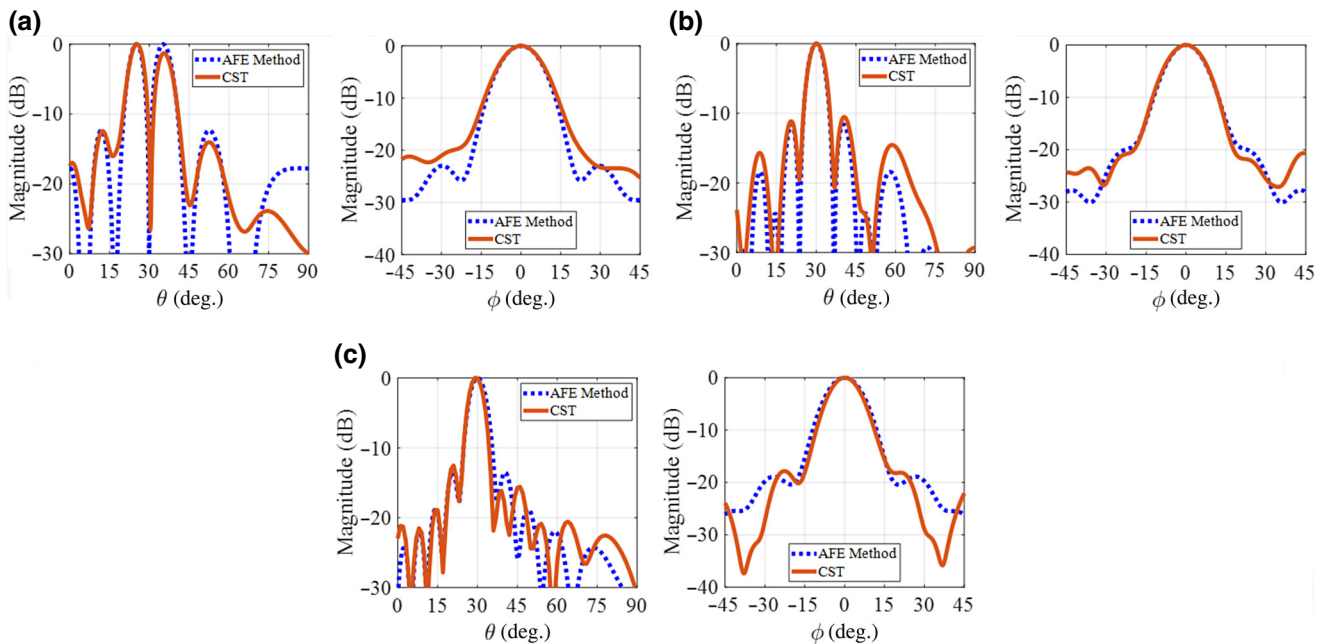 (a)
0
-10
-20
-30
Magnitude (dB)
0 15 30 45 60 75 90
θ (deg.)
AFE Method
CST
0
-10
-20
-30
-40
Magnitude (dB)
-45 -30 -15 0 15 30 45
ϕ (deg.)
AFE Method
CST
(b)
0
-10
-20
-30
Magnitude (dB)
0 15 30 45 60 75 90
θ (deg.)
AFE Method
CST
0
-10
-20
-30
-40
Magnitude (dB)
-45 -30 -15 0 15 30 45
ϕ (deg.)
AFE Method
CST
(c)
0
-10
-20
-30
Magnitude (dB)
0 15 30 45 60 75 90
θ (deg.)
AFE Method
CST
0
-10
-20
-30
-40
Magnitude (dB)
-45 -30 -15 0 15 30 45
ϕ (deg.)
AFE Method
CST